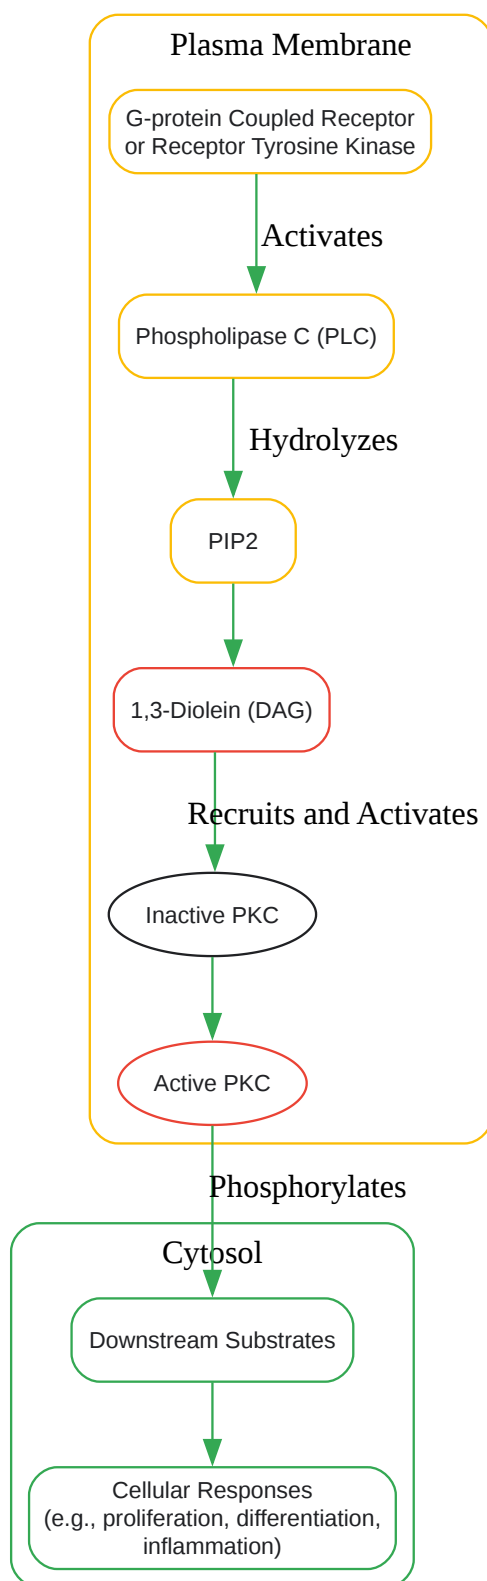 Plasma Membrane
G-protein Coupled Receptor
or Receptor Tyrosine Kinase
Activates
Phospholipase C (PLC)
Hydrolyzes
PIP2
1,3-Diolein (DAG)
Recruits and Activates
Inactive PKC
Active PKC
Phosphorylates
Cytosol
Downstream Substrates
Cellular Responses
(e.g., proliferation, differentiation,
inflammation)